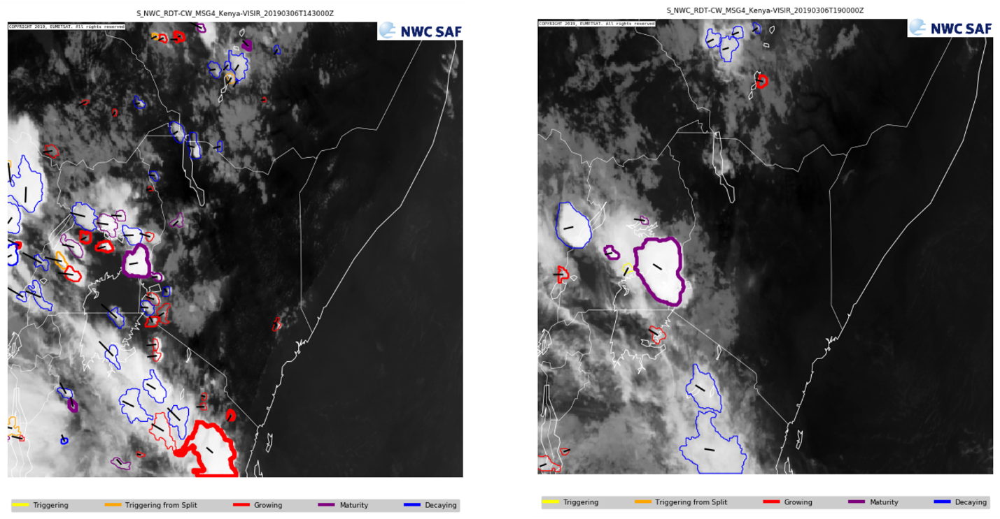 S_NWC_RDT-CW_MSG4_Kenya-VISIR_20190306T143000Z
COPYRIGHT 2019, EUMETSAT. All rights reserved
NWC SAF
Triggering
Triggering from Split
Growing
Maturity
Decaying
S_NWC_RDT-CW_MSG4_Kenya-VISIR_20190306T190000Z
COPYRIGHT 2019, EUMETSAT. All rights reserved
NWC SAF
Triggering
Triggering from Split
Growing
Maturity
Decaying